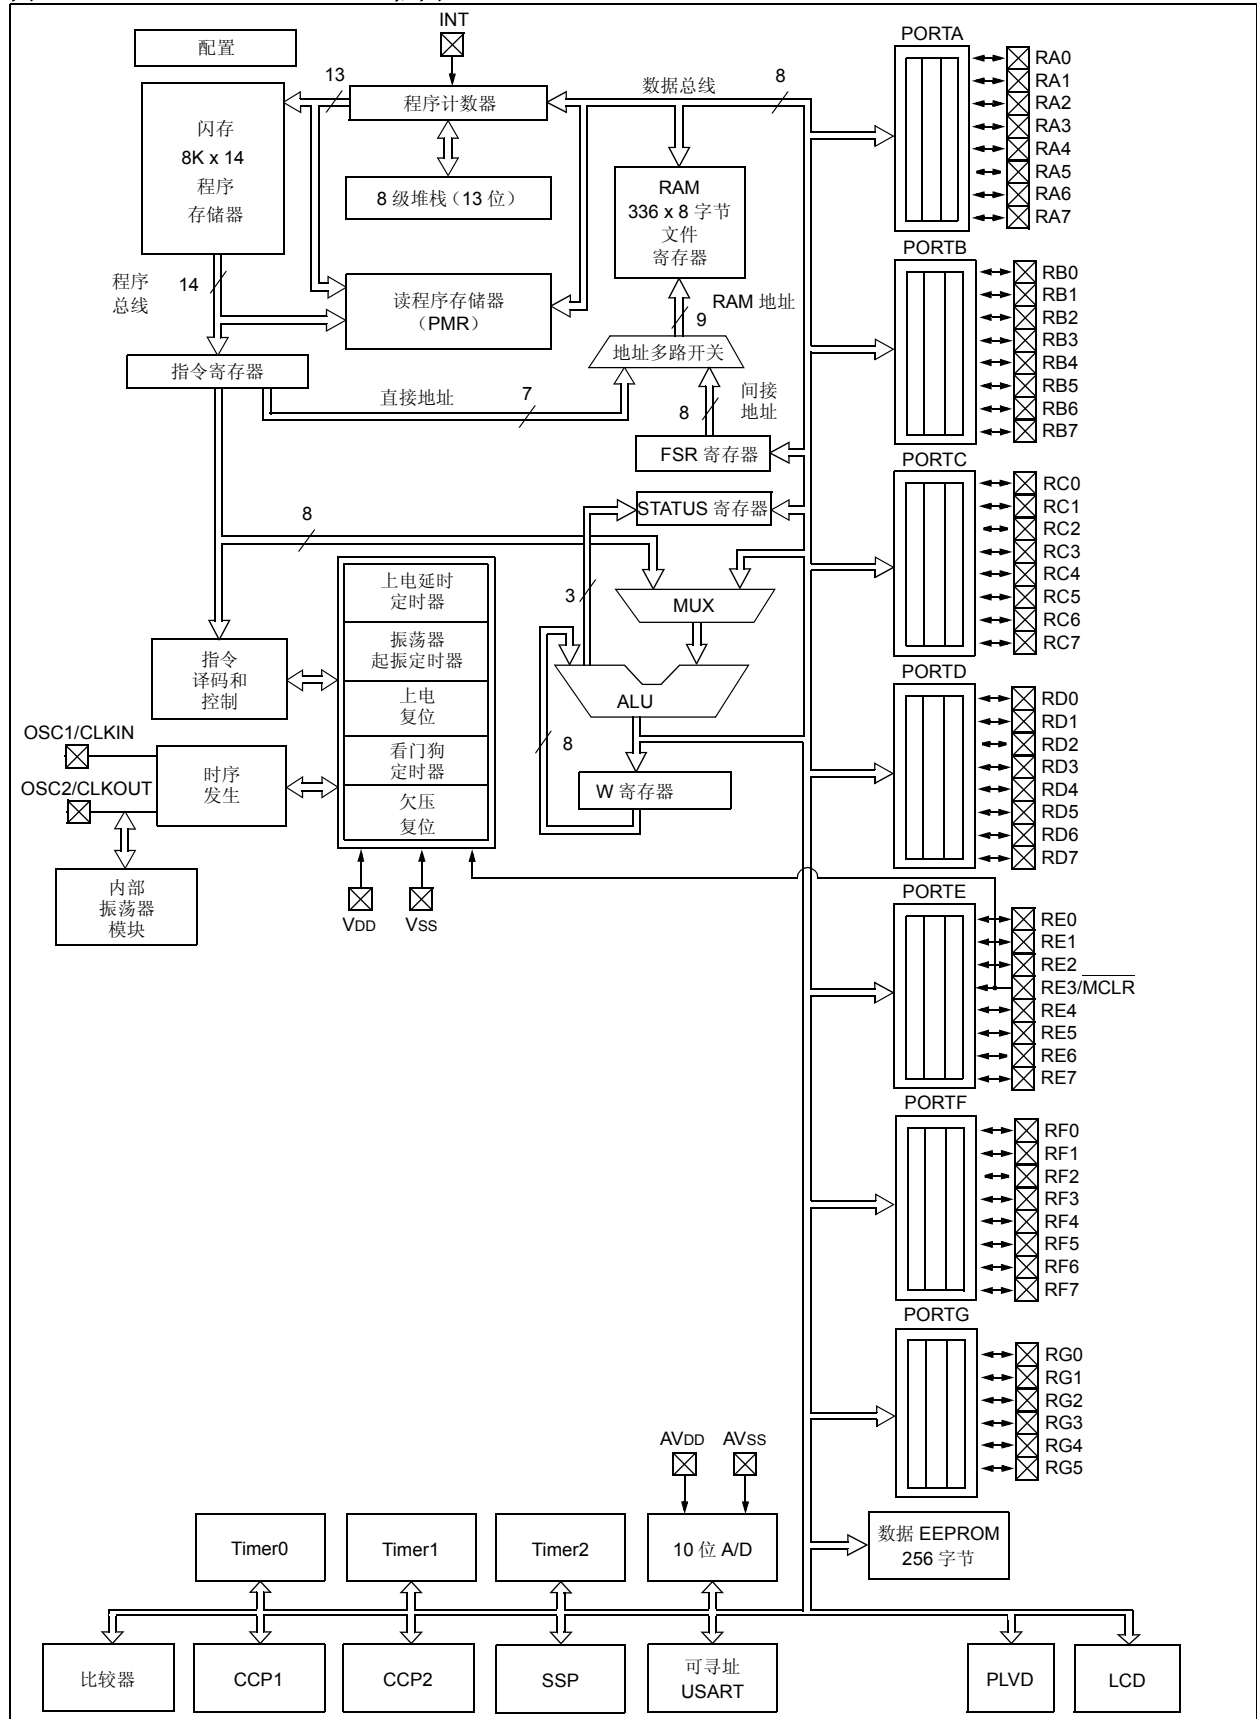 INT
配置
13
程序计数器
数据总线
8
闪存
8K x 14
程序
存储器
8 级堆栈（13 位）
RAM
336 x 8 字节
文件
寄存器
程序
总线
14
读程序存储器
（PMR）
RAM 地址
9
地址多路开关
指令寄存器
直接地址
7
间接
地址
8
FSR 寄存器
STATUS 寄存器
8
3
MUX
上电延时
定时器
振荡器
起振定时器
上电
复位
看门狗
定时器
欠压
复位
指令
译码和
控制
ALU
8
W 寄存器
OSC1/CLKIN
OSC2/CLKOUT
时序
发生
内部
振荡器
模块
VDD
VSS
PORTA
RA0
RA1
RA2
RA3
RA4
RA5
RA6
RA7
PORTB
RB0
RB1
RB2
RB3
RB4
RB5
RB6
RB7
PORTC
RC0
RC1
RC2
RC3
RC4
RC5
RC6
RC7
PORTD
RD0
RD1
RD2
RD3
RD4
RD5
RD6
RD7
PORTE
RE0
RE1
RE2
RE3/MCLR
RE4
RE5
RE6
RE7
PORTF
RF0
RF1
RF2
RF3
RF4
RF5
RF6
RF7
PORTG
RG0
RG1
RG2
RG3
RG4
RG5
AVDD
AVSS
Timer0
Timer1
Timer2
10 位 A/D
数据 EEPROM
256 字节
比较器
CCP1
CCP2
SSP
可寻址
USART
PLVD
LCD